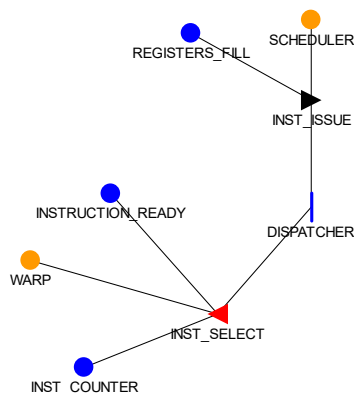 SCHEDULER
REGISTERS_FILL
INST_ISSUE
INSTRUCTION_READY
DISPATCHER
WARP
INST_SELECT
INST_COUNTER